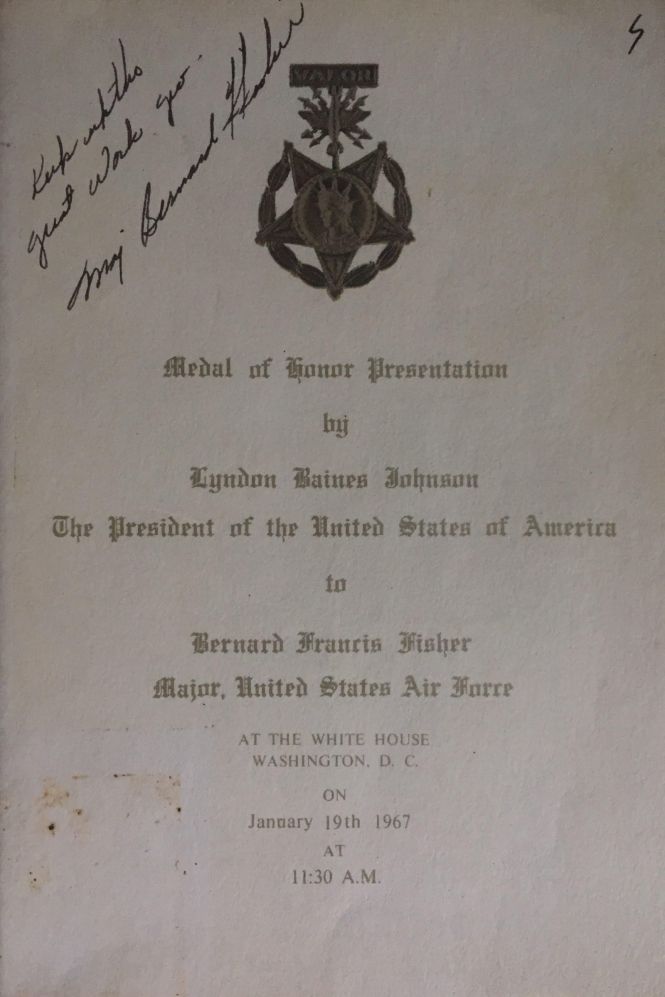 Keep up the
great work
Maj Bernard Fisher
5
VALOR
Medal of Honor Presentation
by
Lyndon Baines Johnson
The President of the United States of America
to
Bernard Francis Fisher
Major, United States Air Force
AT THE WHITE HOUSE
WASHINGTON, D. C.
ON
January 19th 1967
AT
11:30 A.M.